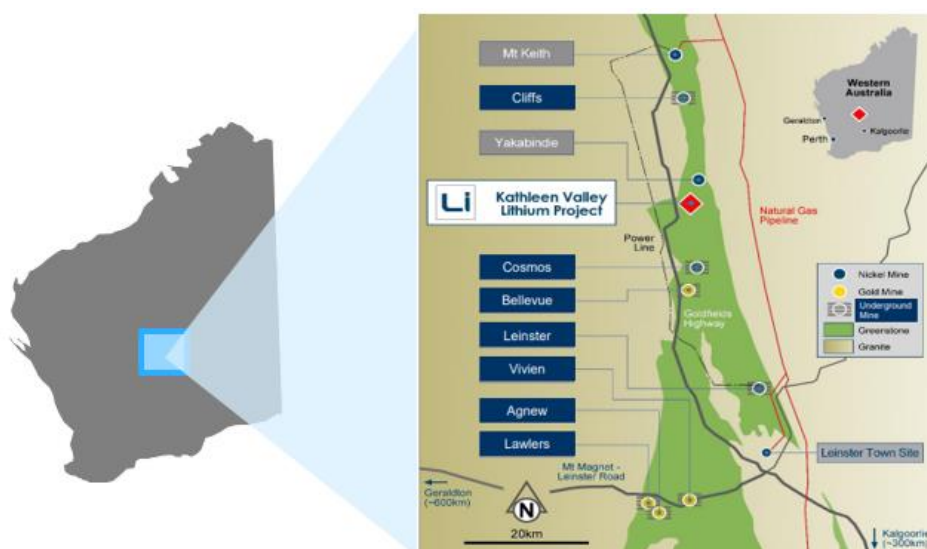 Mt Keith
Cliffs
Yakabindie
Li
Kathleen Valley
Lithium Project
Cosmos
Bellevue
Leinster
Vivien
Agnew
Lawlers
Power
Line
Goldfields
Highway
Natural Gas
Pipeline
Mt Magnet -
Leinster Road
Geraldton
(~600km)
N
20km
Western
Australia
Geraldton
Perth
Kalgoorlie
Nickel Mine
Gold Mine
Underground
Mine
Greenstone
Granite
Leinster Town Site
Kalgoorlie
(~300km)